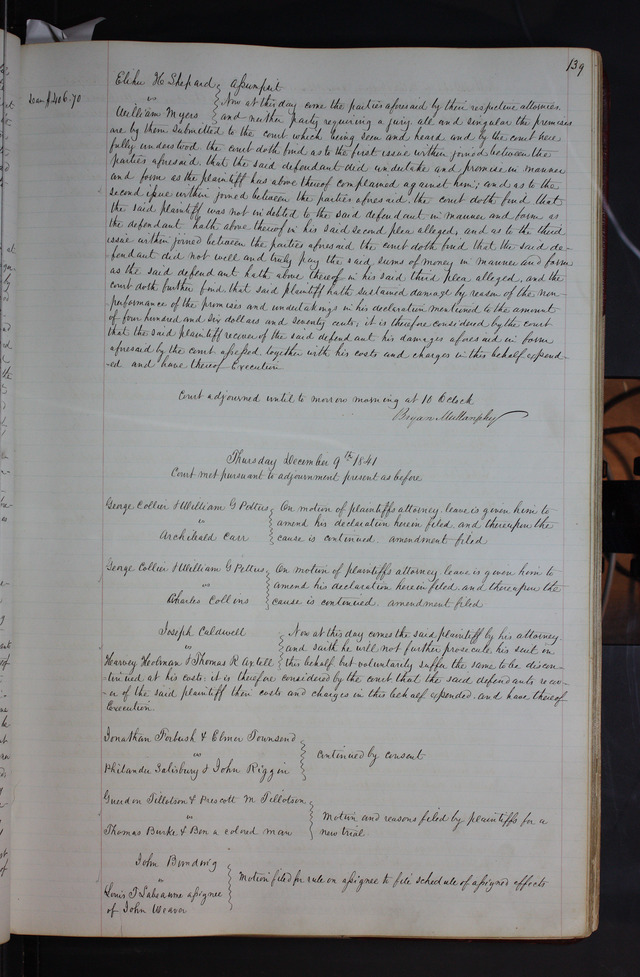 139
Dam $406.70
Elihu H Shepard } Assumpsit
vs } Now at this day come the parties aforesaid by their respective attornies
William Myers } and neither party requiring a jury all and singular the premises
are by them submitted to the court which being seen and heard and by the court here
fully understood the court doth find as to the first issue within joined between the
parties aforesaid that the said defendant did undertake and promise in manner
and form as the plaintiff has above thereof complained against him; and as to the
second issue within joined between the parties aforesaid the court doth find that
the said plaintiff was not indebted to the said defendant in manner and form as
the defendant hath above thereof in his said second plea alleged, and as to the third
issue within joined between the parties aforesaid the court doth find that the said de-
fendant did not well and truly pay the said sums of money in manner and form
as the said defendant hath above thereof in his said third plea alleged, and the
court doth further find that said plaintiff hath sustained damage by reason of the non-
performance of the promises and undertakings in his declaration mentioned to the amount
of four hundred and six dollars and seventy cents; it is therefore considered by the court
that the said plaintiff recover of the said defendant his damages aforesaid in form
aforesaid by the court assessed together with his costs and charges in this behalf expend-
ed and have thereof Execution
Court adjourned until to morrow morning at 10 Oclock
Bryan Mullanphy
Thursday December 9th 1841
Court met pursuant to adjournment present as before
George Collier & William G Pettus } On motion of plaintiffs attorney leave is given him to
vs } amend his declaration herein filed and thereupon the
Archibald Carr } cause is continued amendment filed
George Collier & William G Pettus } On motion of plaintiffs attorney leave is given him to
vs } amend his declaration herein filed and thereupon the
Charles Collins } cause is continued amendment filed
Joseph Caldwell } Now at this day comes the said plaintiff by his attorney
vs } and saith he will not further prosecute his suit in
Harvey & Thomas R } this behalf but voluntarily suffer the same to be discon-
tinued at his costs: it is therefore considered by the court that the said defendants recov-
er of the said plaintiff their costs and charges in this behalf expended and have thereof
Execution
Jonathan Forbush & Elmer Townsend
vs } continued by consent
Philander Salisbury & John Riggin
Guerdon Tillotson & Prescott M Tillotson
vs } Motion and reasons filed by plaintiffs for a
Thomas Burke & Ben a colored man } new trial
John
vs } Motion filed for rule on assignee to file schedule of assigned effects
Louis T Labeaume assignee
of John Weaver